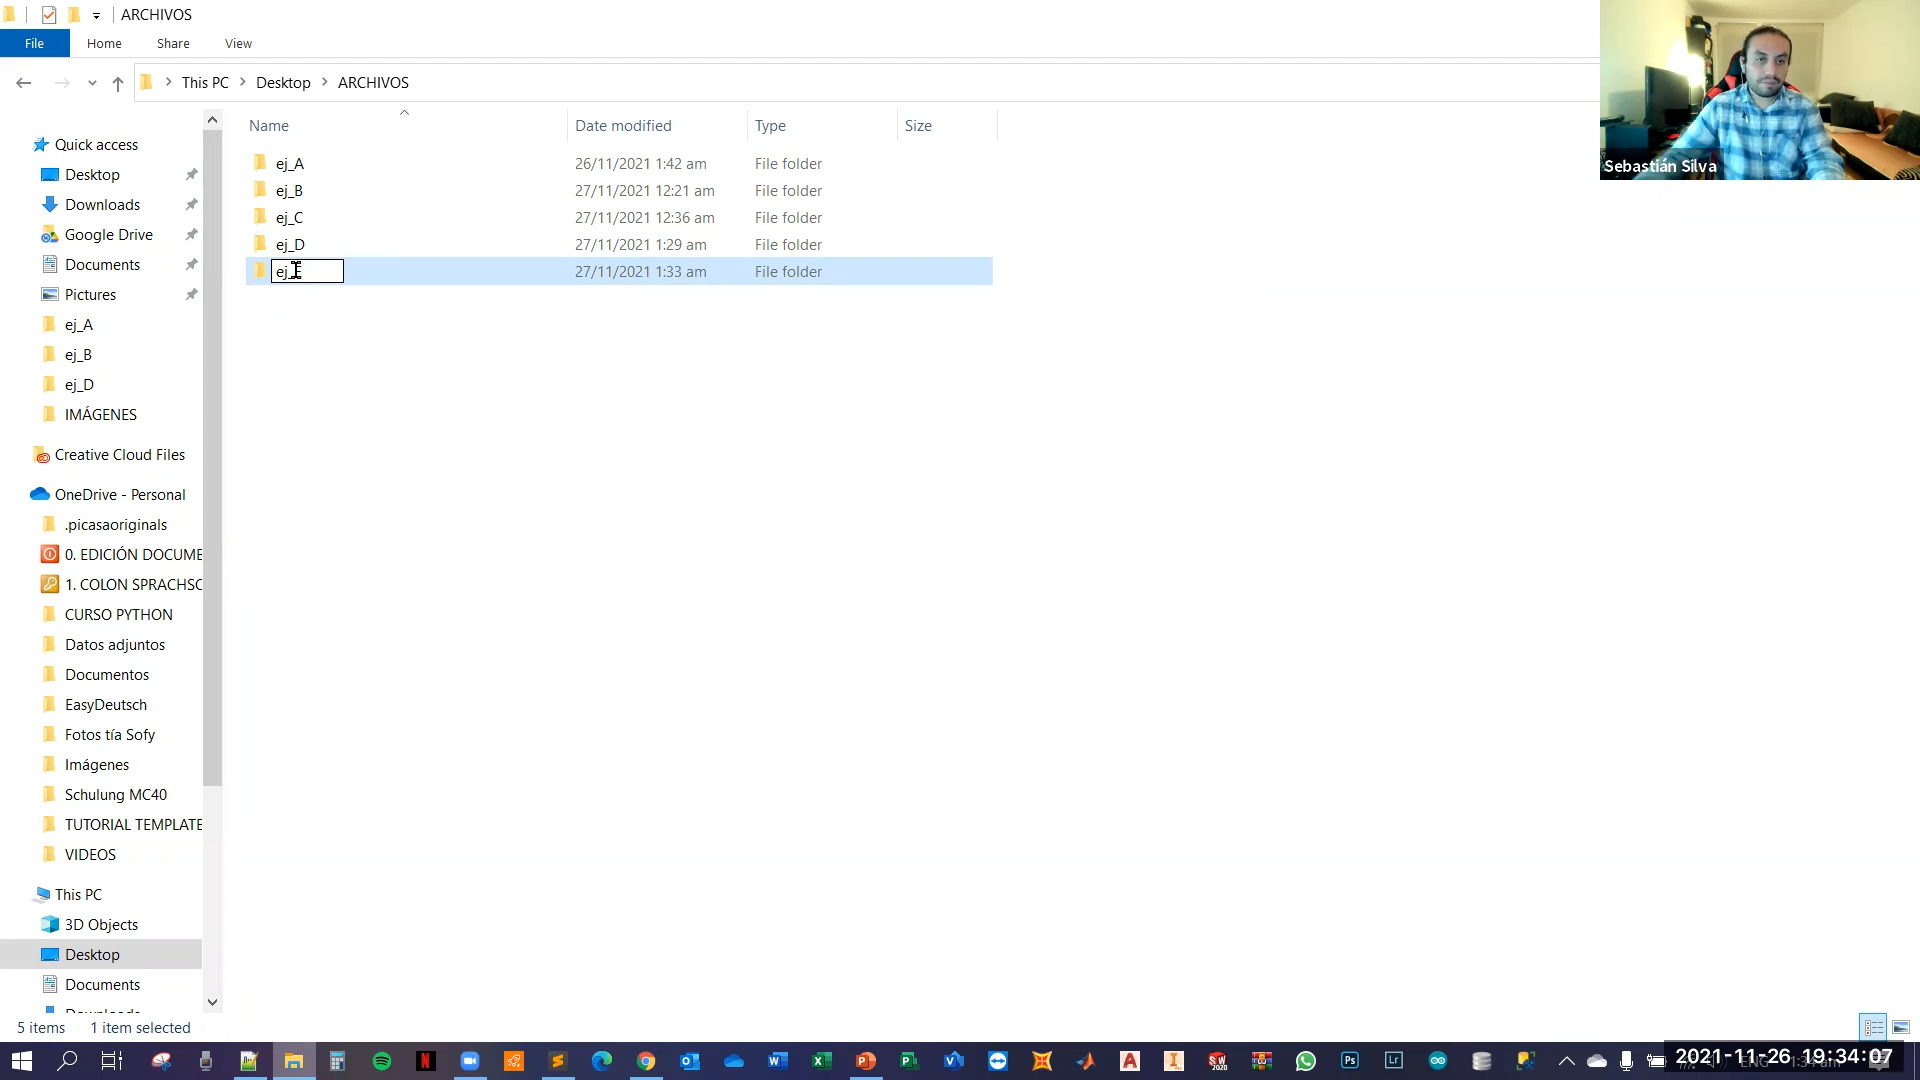 ARCHIVOS
File Home Share View
This PC Desktop ARCHIVOS
Name Date modified Type Size
ej_A 26/11/2021 1:42 am File folder
ej_B 27/11/2021 12:21 am File folder
ej_C 27/11/2021 12:36 am File folder
ej_D 27/11/2021 1:29 am File folder
ej_ 27/11/2021 1:33 am File folder
Quick access
Desktop
Downloads
Google Drive
Documents
Pictures
ej_A
ej_B
ej_D
IMÁGENES
Creative Cloud Files
OneDrive - Personal
.picasaoriginals
0. EDICIÓN DOCUME
1. COLON SPRACHSC
CURSO PYTHON
Datos adjuntos
Documentos
EasyDeutsch
Fotos tía Sofy
Imágenes
Schulung MC40
TUTORIAL TEMPLATE
VIDEOS
This PC
3D Objects
Desktop
Documents
5 items 1 item selected
Sebastián Silva
2021-11-26 19:34:07